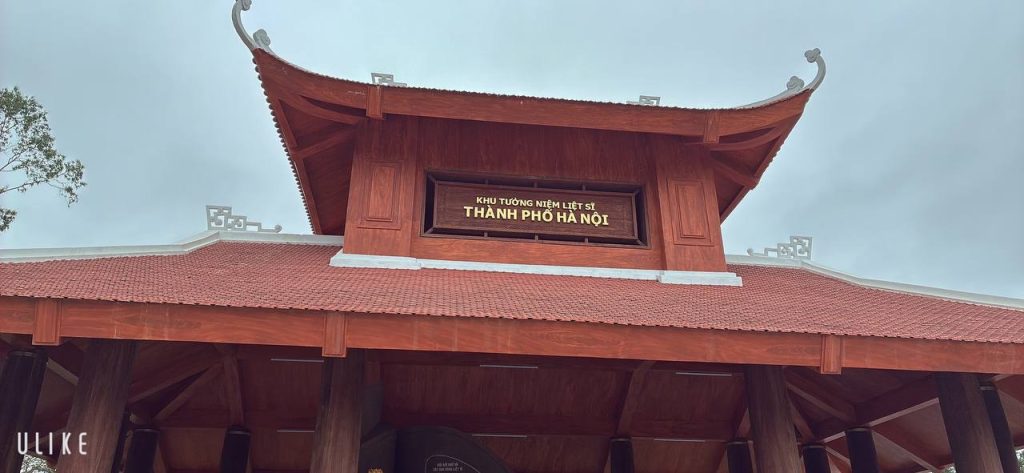 KHU TƯỞNG NIỆM LIỆT SĨ
THÀNH PHỐ HÀ NỘI
ULIKE